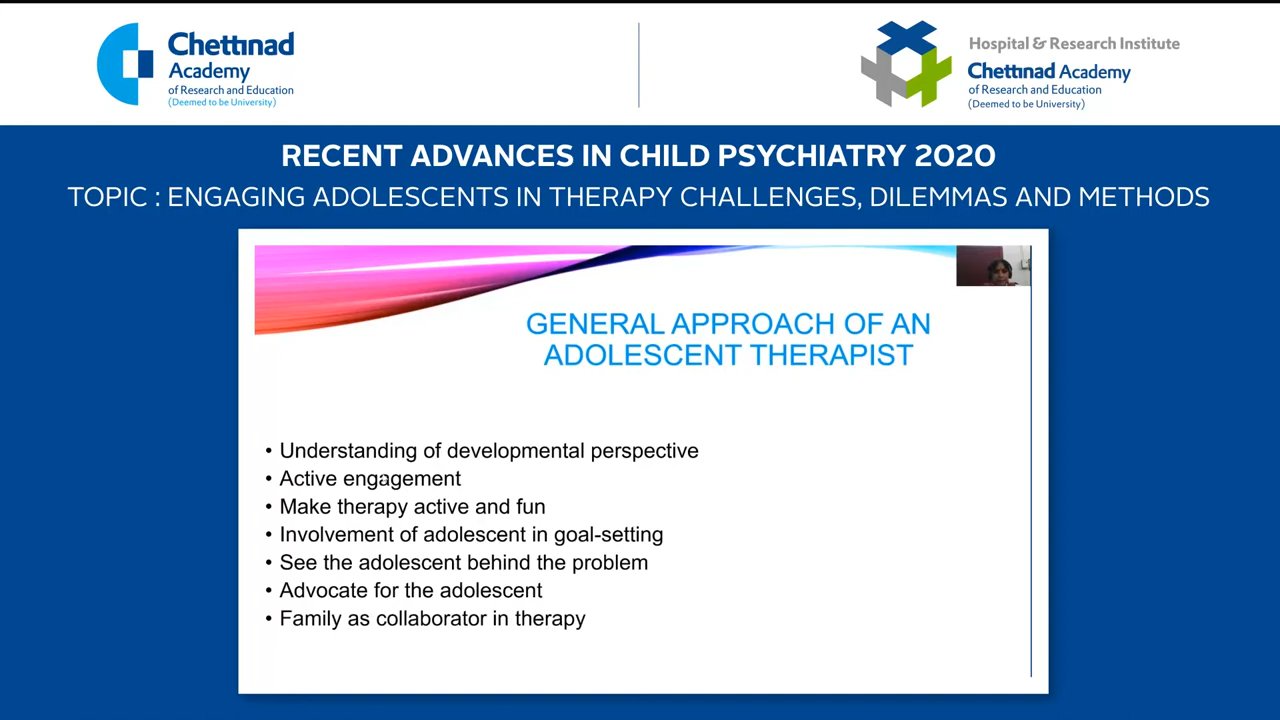 Chettinad
Academy
of Research and Education
(Deemed to be University)
Hospital & Research Institute
Chettinad Academy
of Research and Education
(Deemed to be University)
RECENT ADVANCES IN CHILD PSYCHIATRY 2020
TOPIC : ENGAGING ADOLESCENTS IN THERAPY CHALLENGES, DILEMMAS AND METHODS
GENERAL APPROACH OF AN
ADOLESCENT THERAPIST
• Understanding of developmental perspective
• Active engagement
• Make therapy active and fun
• Involvement of adolescent in goal-setting
• See the adolescent behind the problem
• Advocate for the adolescent
• Family as collaborator in therapy